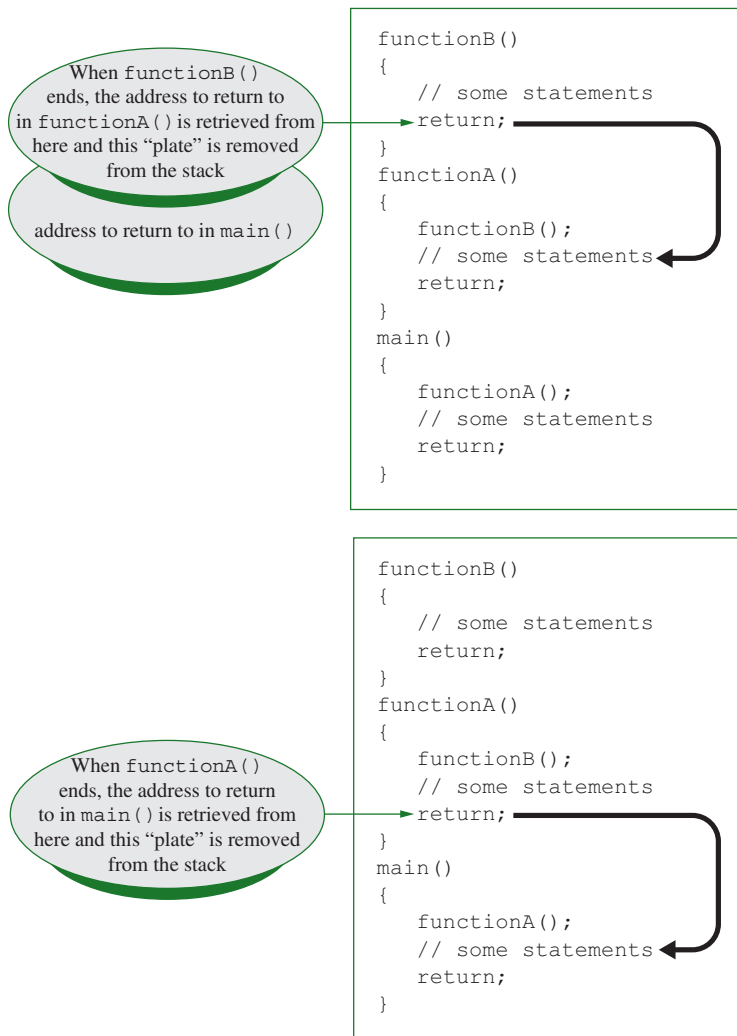 When functionB()
ends, the address to return to
in functionA() is retrieved from
here and this “plate” is removed
from the stack
address to return to in main()
functionB()
{
   // some statements
   return;
}
functionA()
{
   functionB();
   // some statements
   return;
}
main()
{
   functionA();
   // some statements
   return;
}
When functionA()
ends, the address to return
to in main() is retrieved from
here and this “plate” is removed
from the stack
functionB()
{
   // some statements
   return;
}
functionA()
{
   functionB();
   // some statements
   return;
}
main()
{
   functionA();
   // some statements
   return;
}